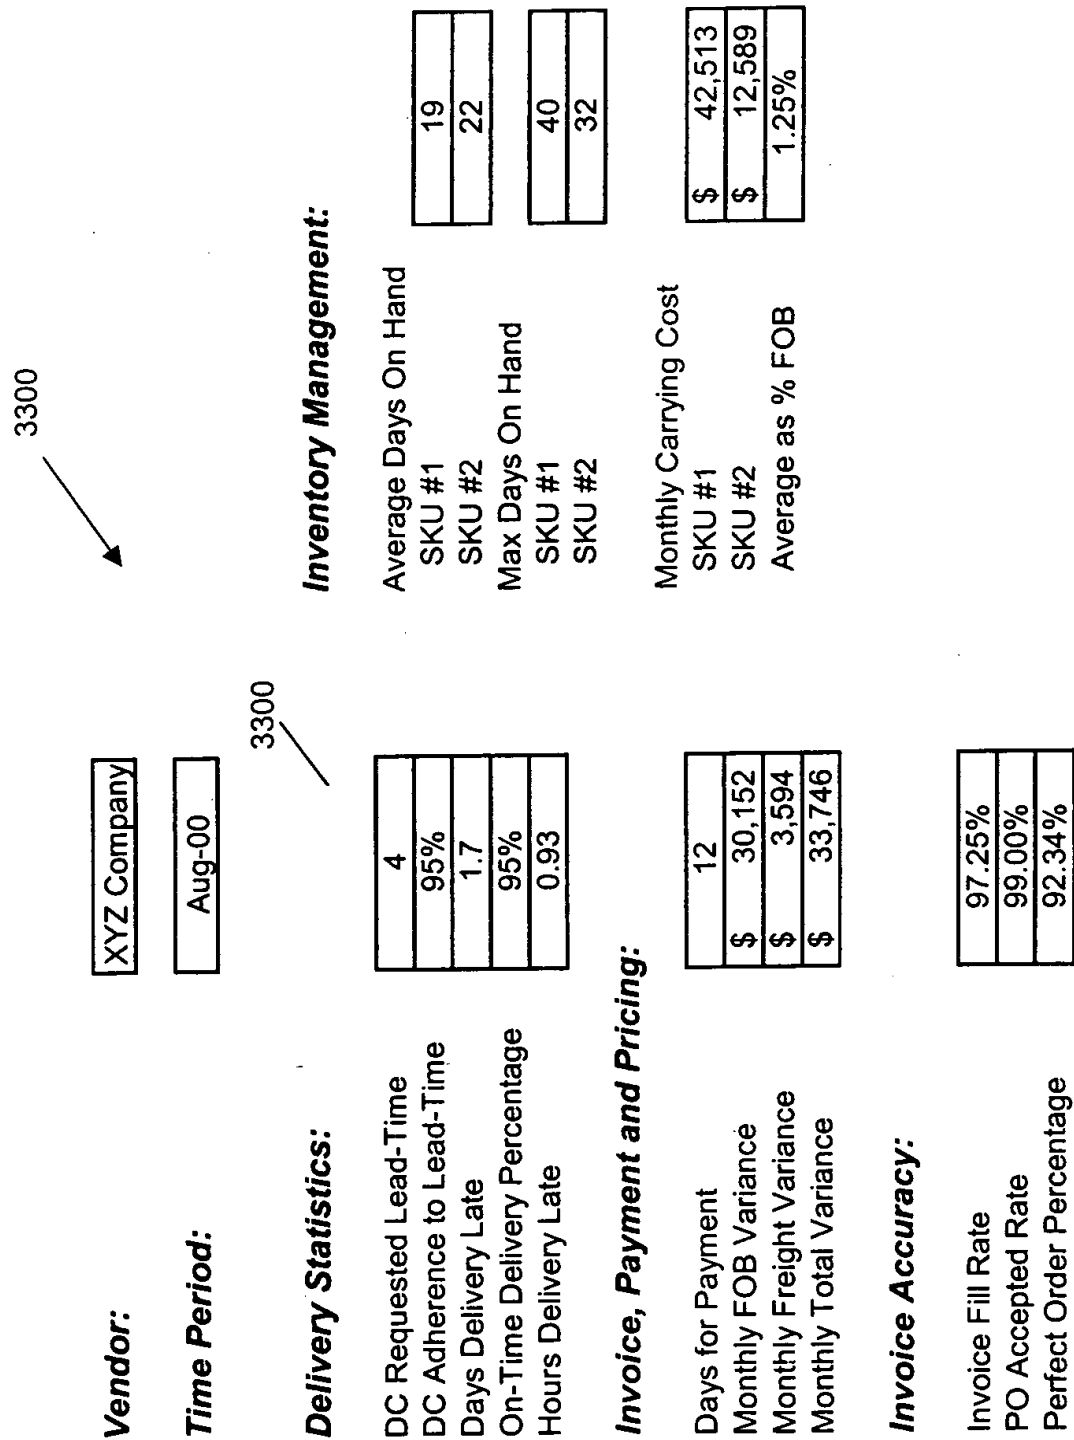 3300
Vendor: XYZ Company
Time Period: Aug-00
3300
Delivery Statistics:
DC Requested Lead-Time 4
DC Adherence to Lead-Time 95%
Days Delivery Late 1.7
On-Time Delivery Percentage 95%
Hours Delivery Late 0.93
Inventory Management:
Average Days On Hand
SKU #1 19
SKU #2 22
Max Days On Hand
SKU #1 40
SKU #2 32
Invoice, Payment and Pricing:
Days for Payment 12
Monthly FOB Variance $ 30,152
Monthly Freight Variance $ 3,594
Monthly Total Variance $ 33,746
Monthly Carrying Cost
SKU #1 $ 42,513
SKU #2 $ 12,589
Average as % FOB 1.25%
Invoice Accuracy:
Invoice Fill Rate 97.25%
PO Accepted Rate 99.00%
Perfect Order Percentage 92.34%